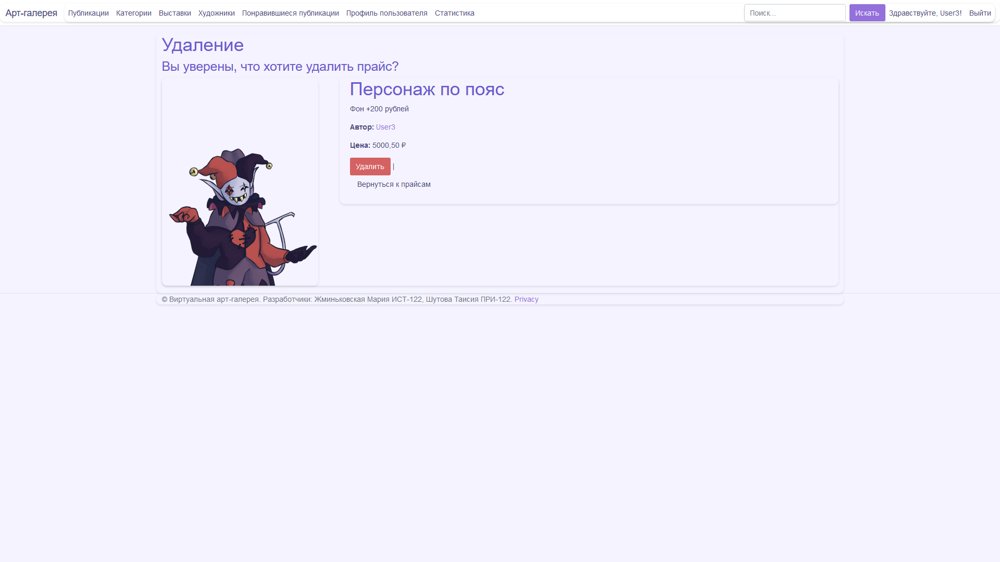 Арт-галерея Публикации Категории Выставки Художники Понравившиеся публикации Профиль пользователя Статистика Поиск... Искать Здравствуйте, User3! Выйти
Удаление
Вы уверены, что хотите удалить прайс?
Персонаж по пояс
Фон +200 рублей
Автор: User3
Цена: 5000,50 ₽
Удалить |
Вернуться к прайсам
© Виртуальная арт-галерея. Разработчики: Жминьковская Мария ИСТ-122, Шутова Таисия ПРИ-122. Privacy